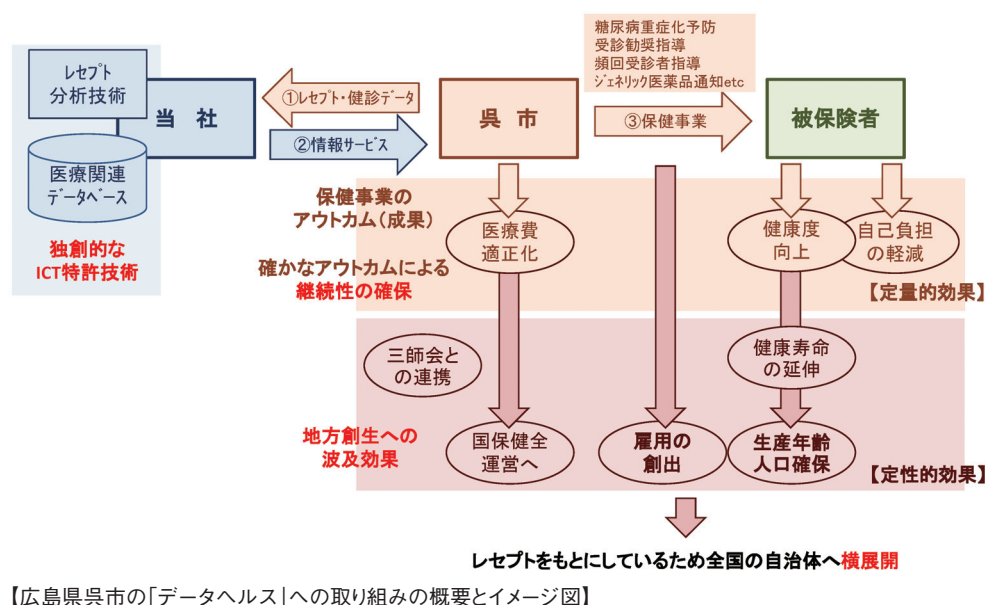 糖尿病重症化予防
受診勧奨指導
頻回受診者指導
ジェネリック医薬品通知etc
レセプト
分析技術
当 社
①レセプト・健診データ
②情報サービス
呉 市
③保健事業
被保険者
医療関連
データベース
独創的な
ICT特許技術
保健事業の
アウトカム(成果)
医療費
適正化
健康度
向上
自己負担
の軽減
確かなアウトカムによる
継続性の確保
【定量的効果】
三師会と
の連携
健康寿命
の延伸
地方創生への
波及効果
国保健全
運営へ
雇用の
創出
生産年齢
人口確保
【定性的効果】
レセプトをもとにしているため全国の自治体へ横展開
【広島県呉市の「データヘルス」への取り組みの概要とイメージ図】